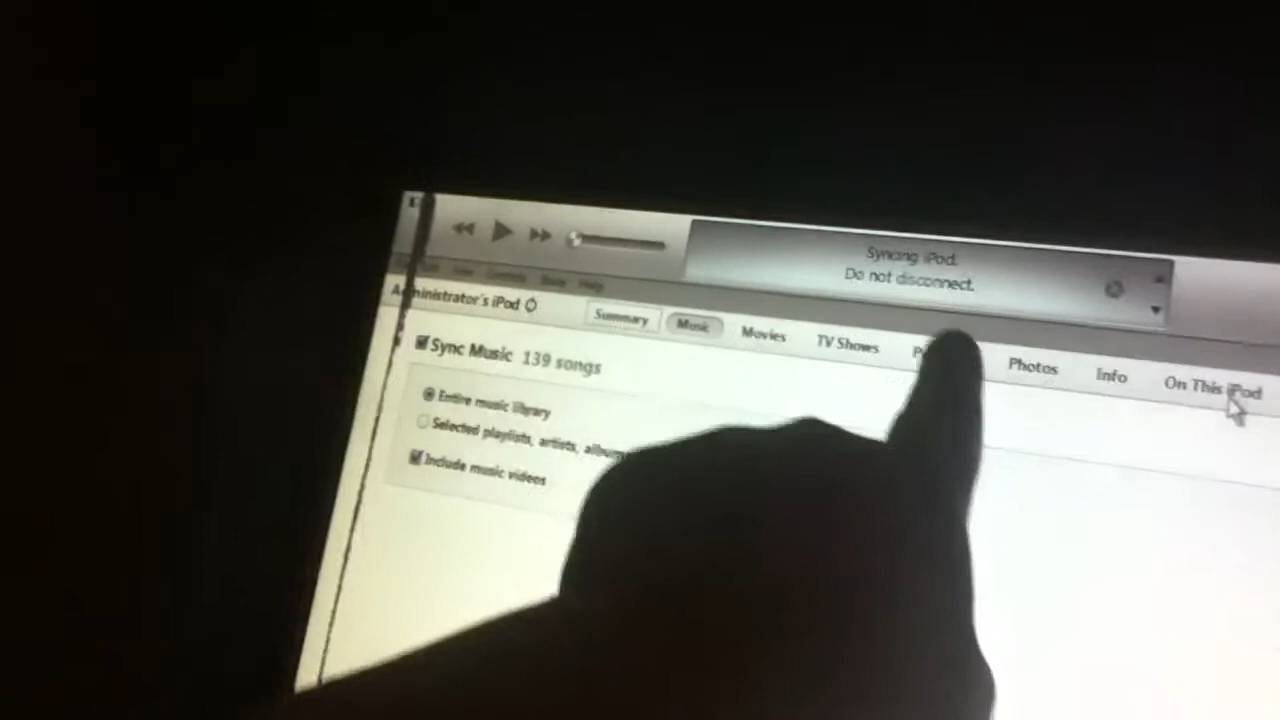 Syncing iPod.
Do not disconnect.
Administrator's iPod
Summary Music Movies TV Shows Photos Info On This iPod
Sync Music 139 songs
Entire music library
Selected playlists, artists,
Include music videos